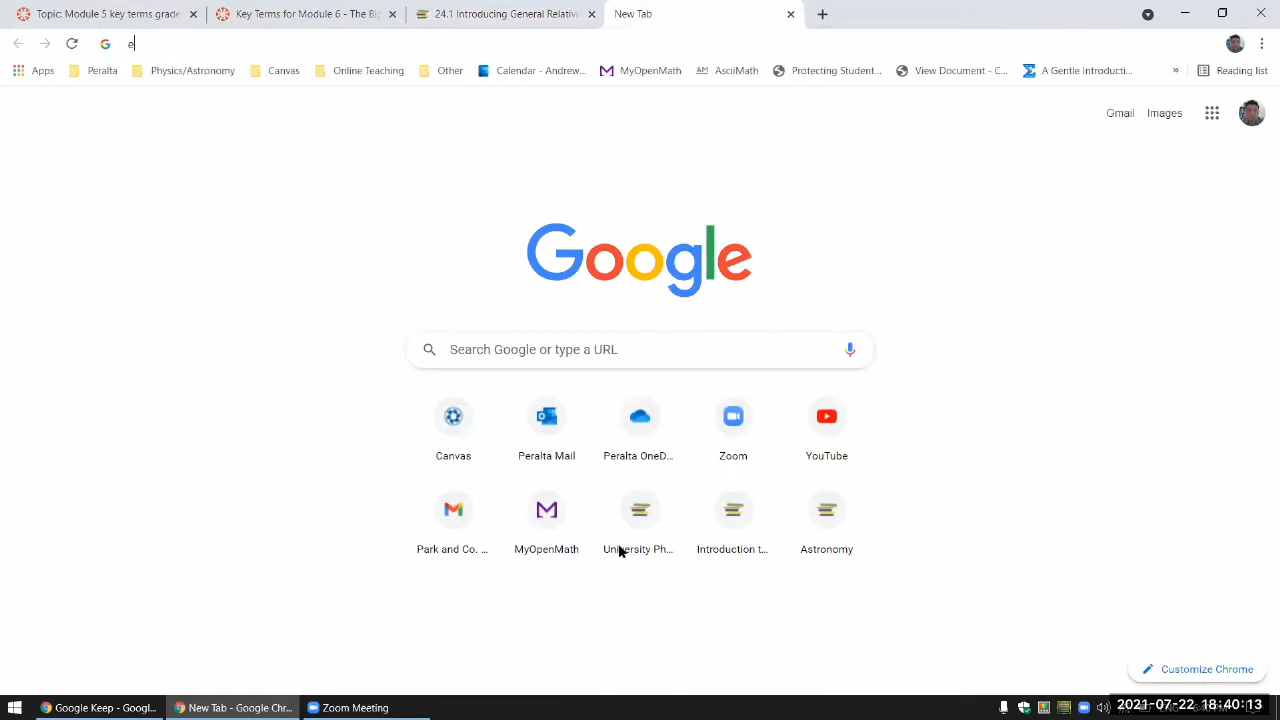 Topic: Module 5 key terms grade
Key Terms for Module 6 - The Big
24.1 Introducing General Relativ
New Tab
e
Apps
Peralta
Physics/Astronomy
Canvas
Online Teaching
Other
Calendar - Andrew...
MyOpenMath
AsciiMath
Protecting Student...
View Document - C...
A Gentle Introducti...
»
Reading list
Gmail
Images
Google
Search Google or type a URL
Canvas
Peralta Mail
Peralta OneD...
Zoom
YouTube
Park and Co. ...
MyOpenMath
University Ph...
Introduction t...
Astronomy
Customize Chrome
Google Keep - Googl...
New Tab - Google Chr...
Zoom Meeting
2021-07-22 18:40:13